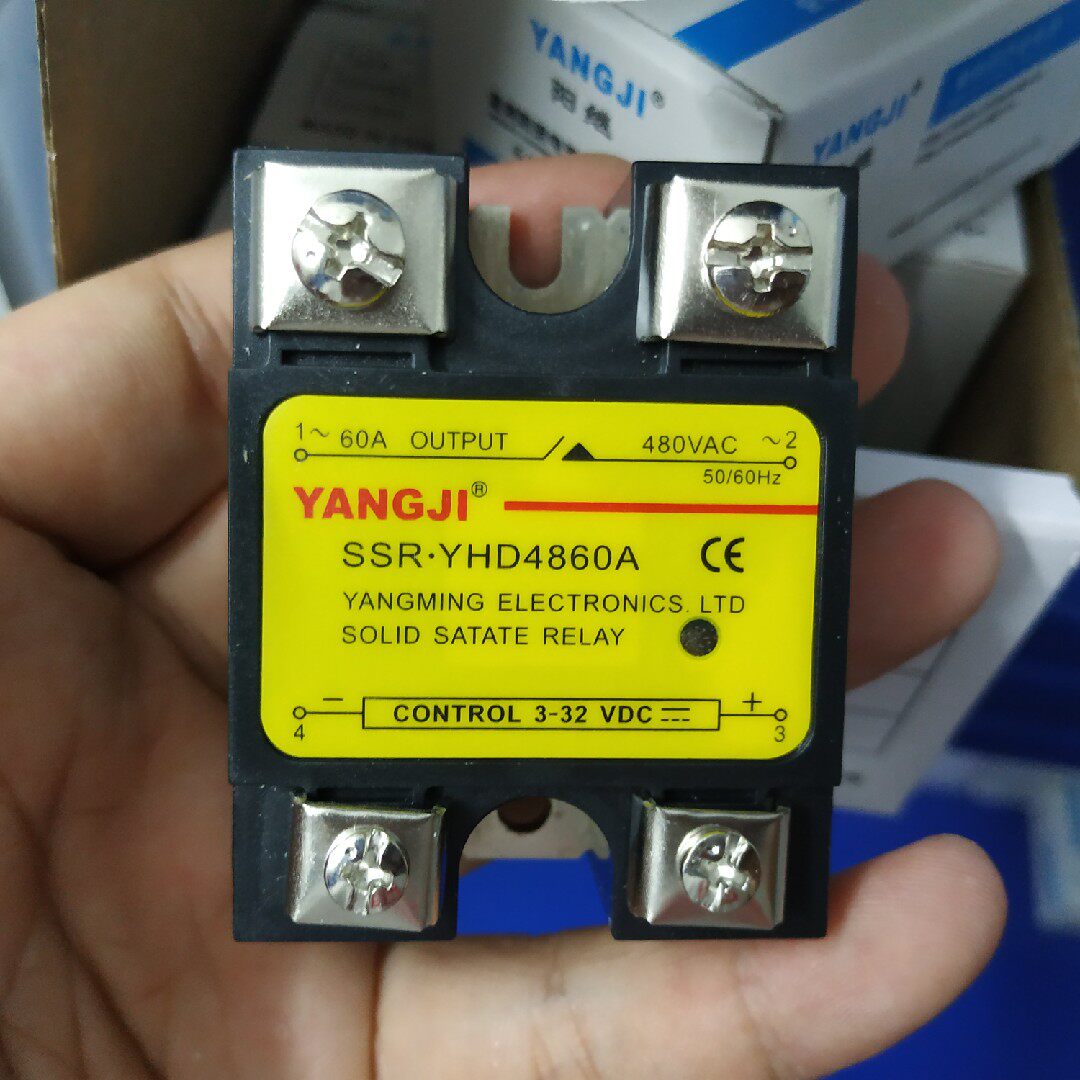 YANGJI®
YANGJI®
1~ 60A OUTPUT 480VAC ~2
50/60Hz
YANGJI®
SSR·YHD4860A CE
YANGMING ELECTRONICS. LTD
SOLID SATATE RELAY
− +
CONTROL 3-32 VDC
4 3